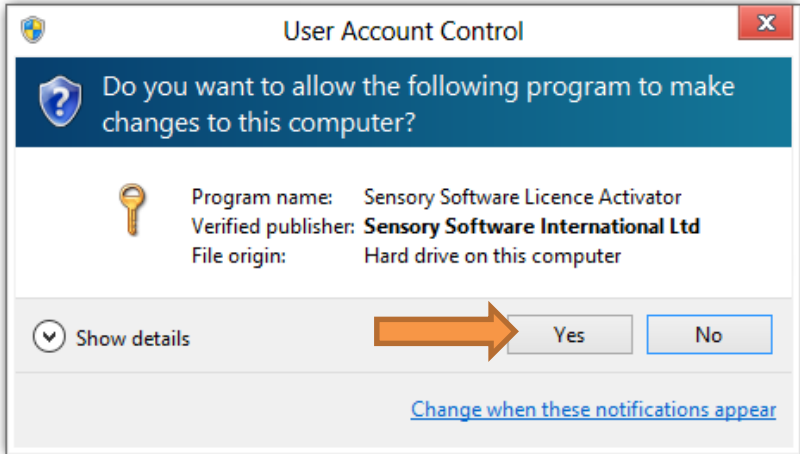 User Account Control
Do you want to allow the following program to make
changes to this computer?
Program name: Sensory Software Licence Activator
Verified publisher: Sensory Software International Ltd
File origin: Hard drive on this computer
Show details
Yes
No
Change when these notifications appear